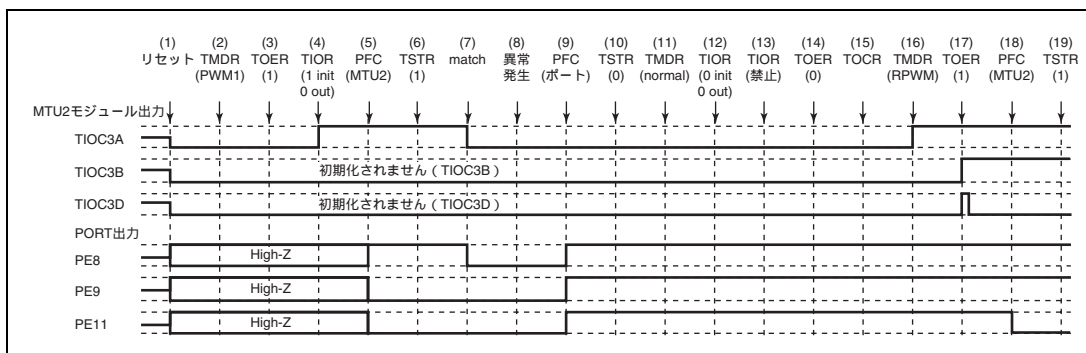 (1) (2) (3) (4) (5) (6) (7) (8) (9) (10) (11) (12) (13) (14) (15) (16) (17) (18) (19)
リセット TMDR TOER TIOR PFC TSTR match 異常 PFC TSTR TMDR TIOR TIOR TOER TOCR TMDR TOER PFC TSTR
(PWM1) (1) (1 init (MTU2) (1) 発生 (ポート) (0) (normal) (0 init (禁止) (0) (RPWM) (1) (MTU2) (1)
0 out) 0 out)
MTU2モジュール出力
TIOC3A
TIOC3B 初期化されません（TIOC3B）
TIOC3D 初期化されません（TIOC3D）
PORT出力
PE8 High-Z
PE9 High-Z
PE11 High-Z